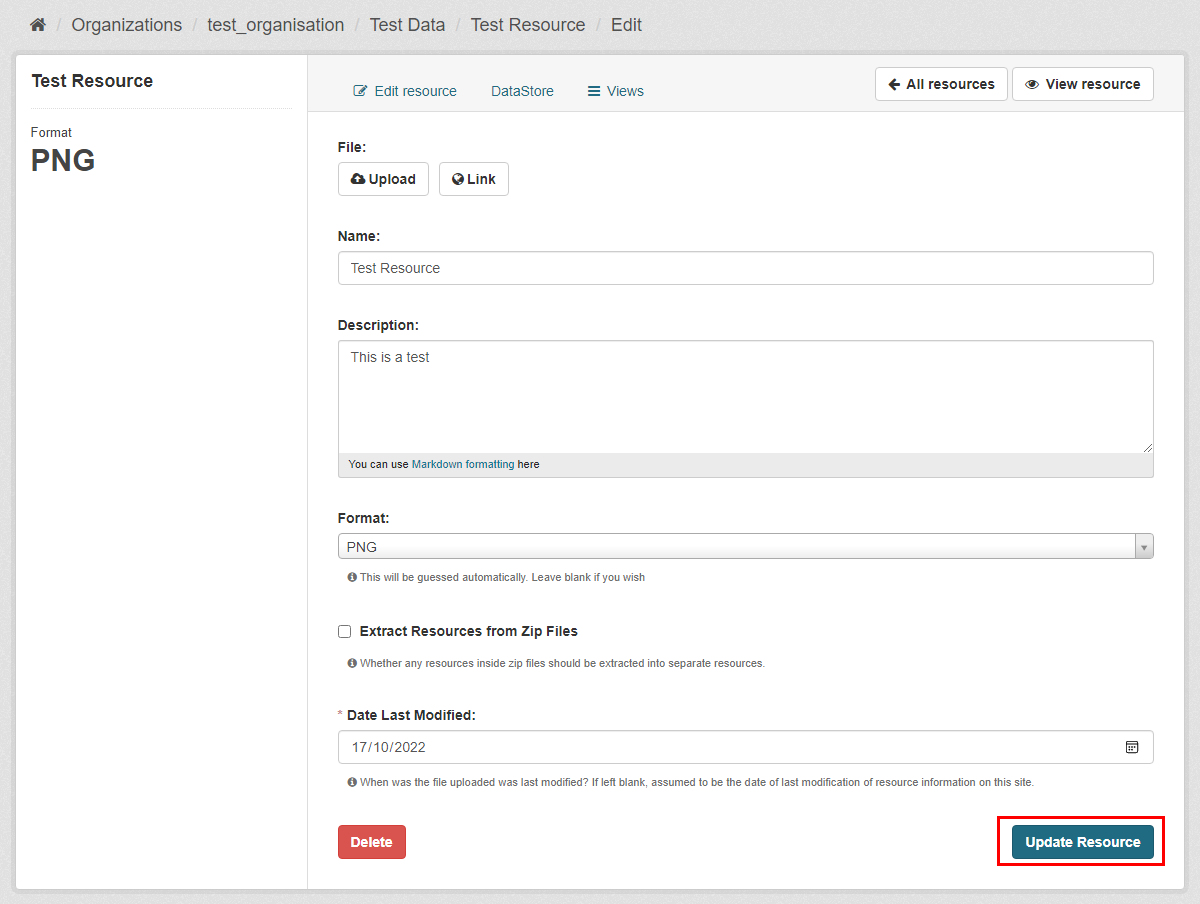 / Organizations / test_organisation / Test Data / Test Resource / Edit
Test Resource
Format
PNG
Edit resource DataStore Views
All resources View resource
File:
Upload Link
Name:
Test Resource
Description:
This is a test
You can use Markdown formatting here
Format:
PNG
This will be guessed automatically. Leave blank if you wish
Extract Resources from Zip Files
Whether any resources inside zip files should be extracted into separate resources.
* Date Last Modified:
17/10/2022
When was the file uploaded was last modified? If left blank, assumed to be the date of last modification of resource information on this site.
Delete Update Resource